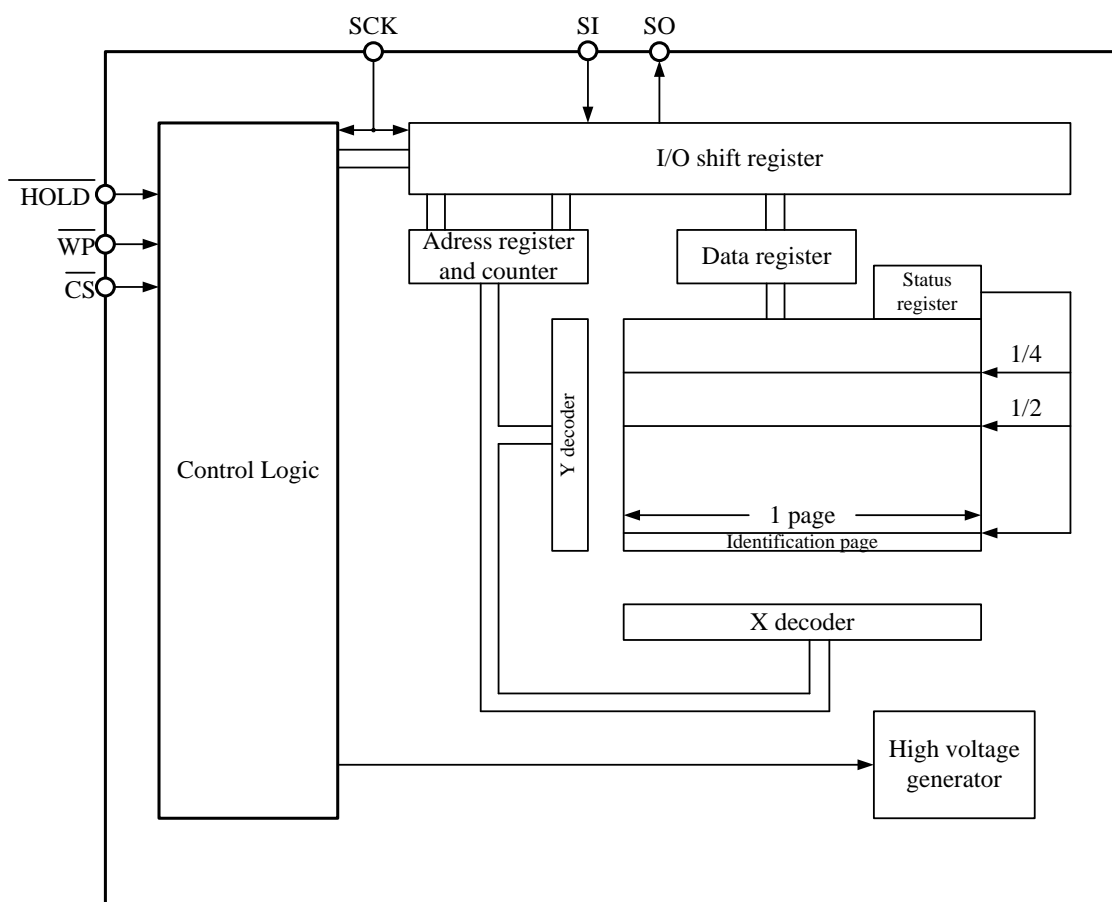 SCK
SI
SO
I/O shift register
HOLD
WP
CS
Adress register
and counter
Data register
Status
register
1/4
1/2
Y decoder
Control Logic
1 page
Identification page
X decoder
High voltage
generator